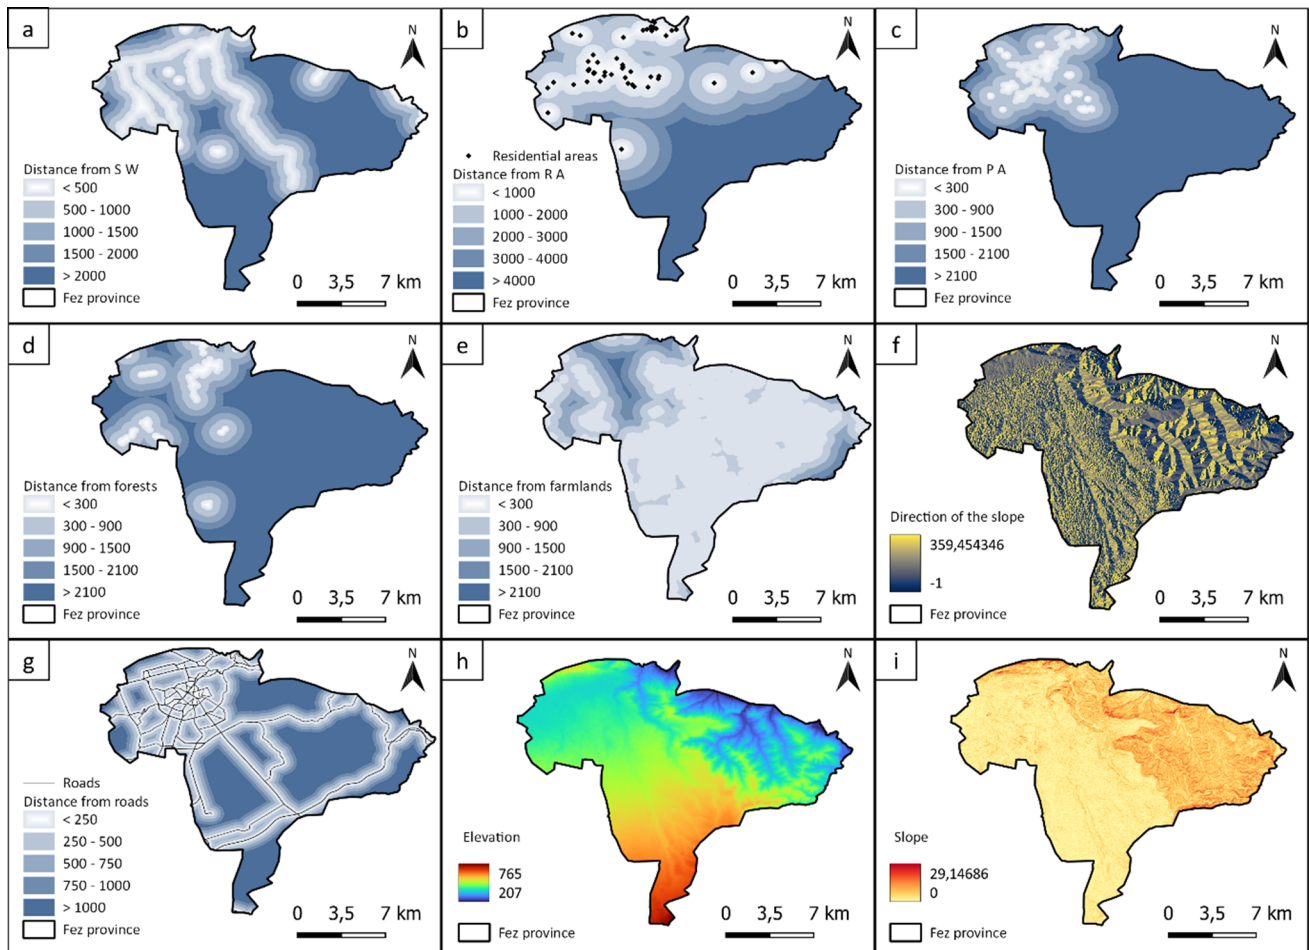 a
N
Distance from S W
< 500
500 - 1000
1000 - 1500
1500 - 2000
> 2000
Fez province
0 3,5 7 km
b
N
Residential areas
Distance from R A
< 1000
1000 - 2000
2000 - 3000
3000 - 4000
> 4000
Fez province
0 3,5 7 km
c
N
Distance from P A
< 300
300 - 900
900 - 1500
1500 - 2100
> 2100
Fez province
0 3,5 7 km
d
N
Distance from forests
< 300
300 - 900
900 - 1500
1500 - 2100
> 2100
Fez province
0 3,5 7 km
e
N
Distance from farmlands
< 300
300 - 900
900 - 1500
1500 - 2100
> 2100
Fez province
0 3,5 7 km
f
N
Direction of the slope
359,454346
-1
Fez province
0 3,5 7 km
g
N
Roads
Distance from roads
< 250
250 - 500
500 - 750
750 - 1000
> 1000
Fez province
0 3,5 7 km
h
N
Elevation
765
207
Fez province
0 3,5 7 km
i
N
Slope
29,14686
0
Fez province
0 3,5 7 km